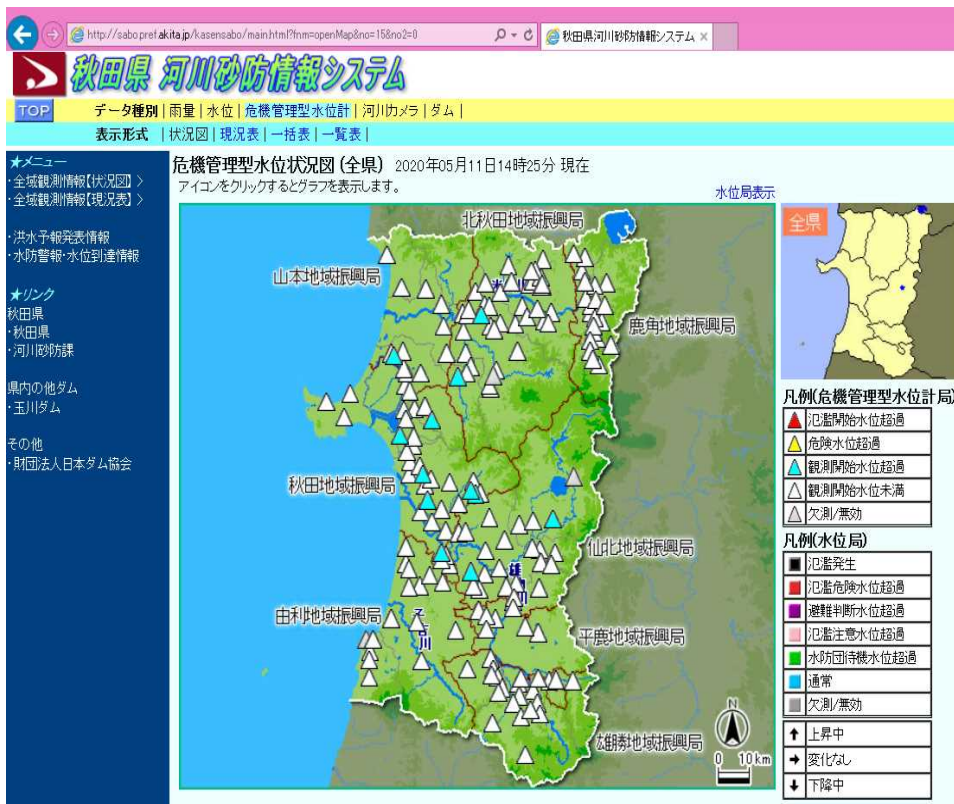 http://sabo.pref.akita.jp/kasensabo/main.html?fnm=openMap&no=15&no2=0
秋田県河川砂防情報システム ×
秋田県 河川砂防情報システム
TOP データ種別 | 雨量 | 水位 | 危機管理型水位計 | 河川カメラ | ダム |
表示形式 | 状況図 | 現況表 | 一括表 | 一覧表 |
★メニュー
・全域観測情報【状況図】 >
・全域観測情報【現況表】 >
・洪水予報発表情報
・水防警報・水位到達情報
★リンク
秋田県
・秋田県
・河川砂防課
県内の他ダム
・玉川ダム
その他
・財団法人日本ダム協会
危機管理型水位状況図 (全県) 2020年05月11日14時25分 現在
アイコンをクリックするとグラフを表示します。
水位局表示
北秋田地域振興局
山本地域振興局
米
鹿角地域振興局
秋田地域振興局
仙北地域振興局
雄
川
由利地域振興局
子
吉
川
平鹿地域振興局
雄勝地域振興局
N
0 10km
全県
凡例(危機管理型水位計局)
氾濫開始水位超過
危険水位超過
観測開始水位超過
観測開始水位未満
欠測/無効
凡例(水位局)
氾濫発生
氾濫危険水位超過
避難判断水位超過
氾濫注意水位超過
水防団待機水位超過
通常
欠測/無効
↑ 上昇中
→ 変化なし
↓ 下降中